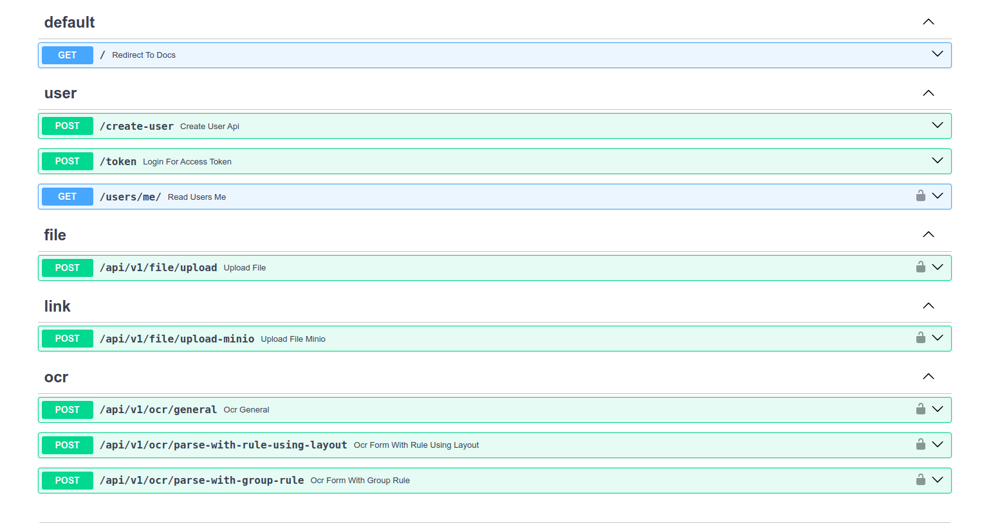 default
GET / Redirect To Docs
user
POST /create-user Create User Api
POST /token Login For Access Token
GET /users/me/ Read Users Me
file
POST /api/v1/file/upload Upload File
link
POST /api/v1/file/upload-minio Upload File Minio
ocr
POST /api/v1/ocr/general Ocr General
POST /api/v1/ocr/parse-with-rule-using-layout Ocr Form With Rule Using Layout
POST /api/v1/ocr/parse-with-group-rule Ocr Form With Group Rule